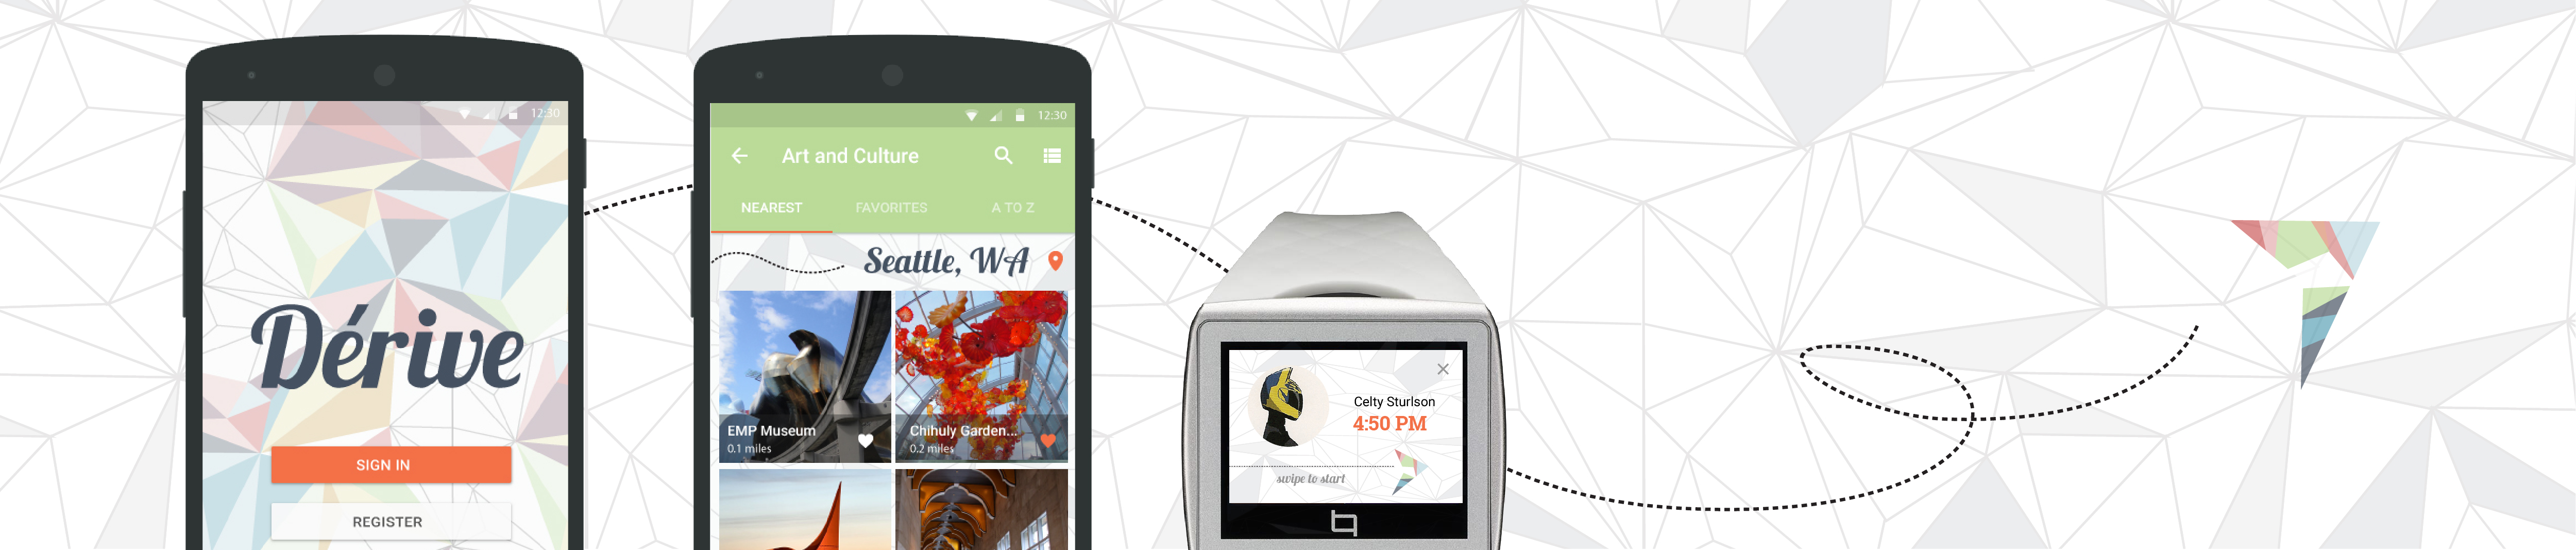 12:30
Dérive
SIGN IN
REGISTER
12:30
Art and Culture
NEAREST FAVORITES A TO Z
Seattle, WA
EMP Museum
0.1 miles
Chihuly Garden...
0.2 miles
Celty Sturlson
4:50 PM
swipe to start